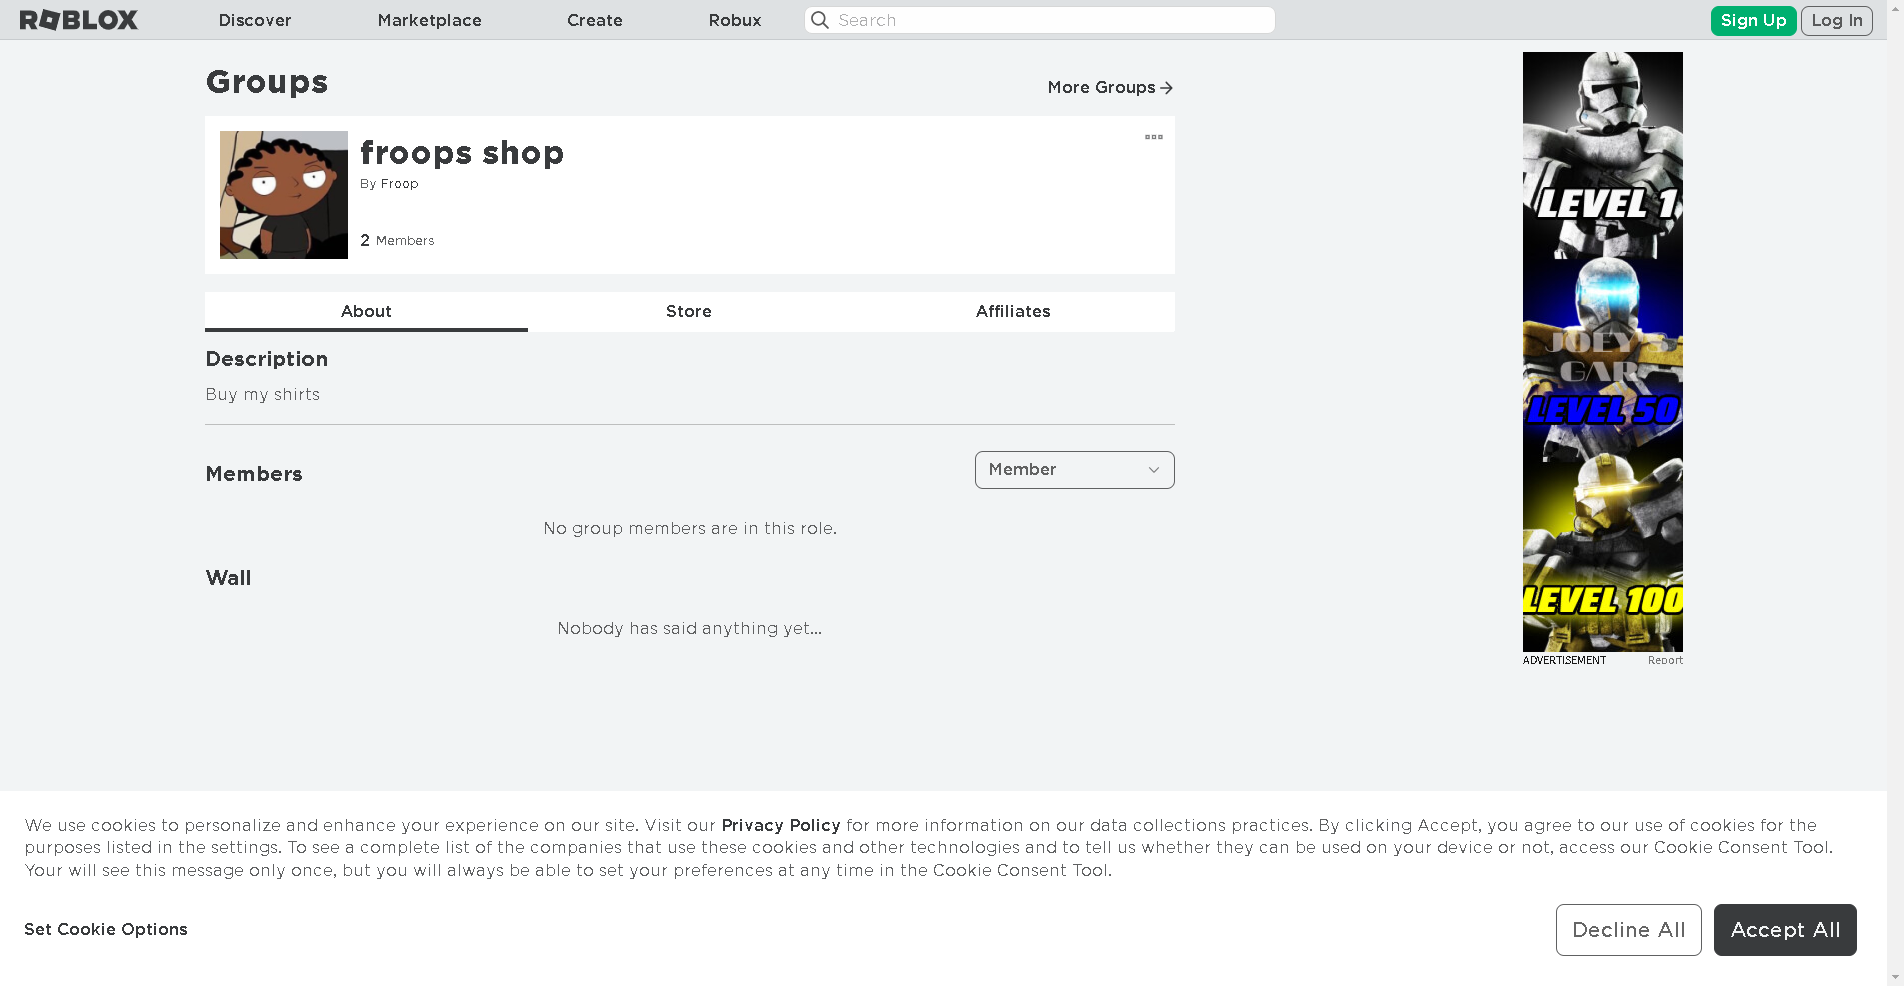 ROBLOX
Discover
Marketplace
Create
Robux
Search
Sign Up
Log In
Groups
More Groups
froops shop
By Froop
2 Members
About
Store
Affiliates
Description
Buy my shirts
Members
Member
No group members are in this role.
Wall
Nobody has said anything yet...
LEVEL 1
JOEY'S
GAR
LEVEL 50
LEVEL 100
ADVERTISEMENT
Report
We use cookies to personalize and enhance your experience on our site. Visit our Privacy Policy for more information on our data collections practices. By clicking Accept, you agree to our use of cookies for the
purposes listed in the settings. To see a complete list of the companies that use these cookies and other technologies and to tell us whether they can be used on your device or not, access our Cookie Consent Tool.
Your will see this message only once, but you will always be able to set your preferences at any time in the Cookie Consent Tool.
Set Cookie Options
Decline All
Accept All